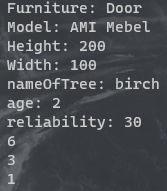 Furniture: Door
Model: AMI Mebel
Height: 200
Width: 100
nameOfTree: birch
age: 2
reliability: 30
6
3
1